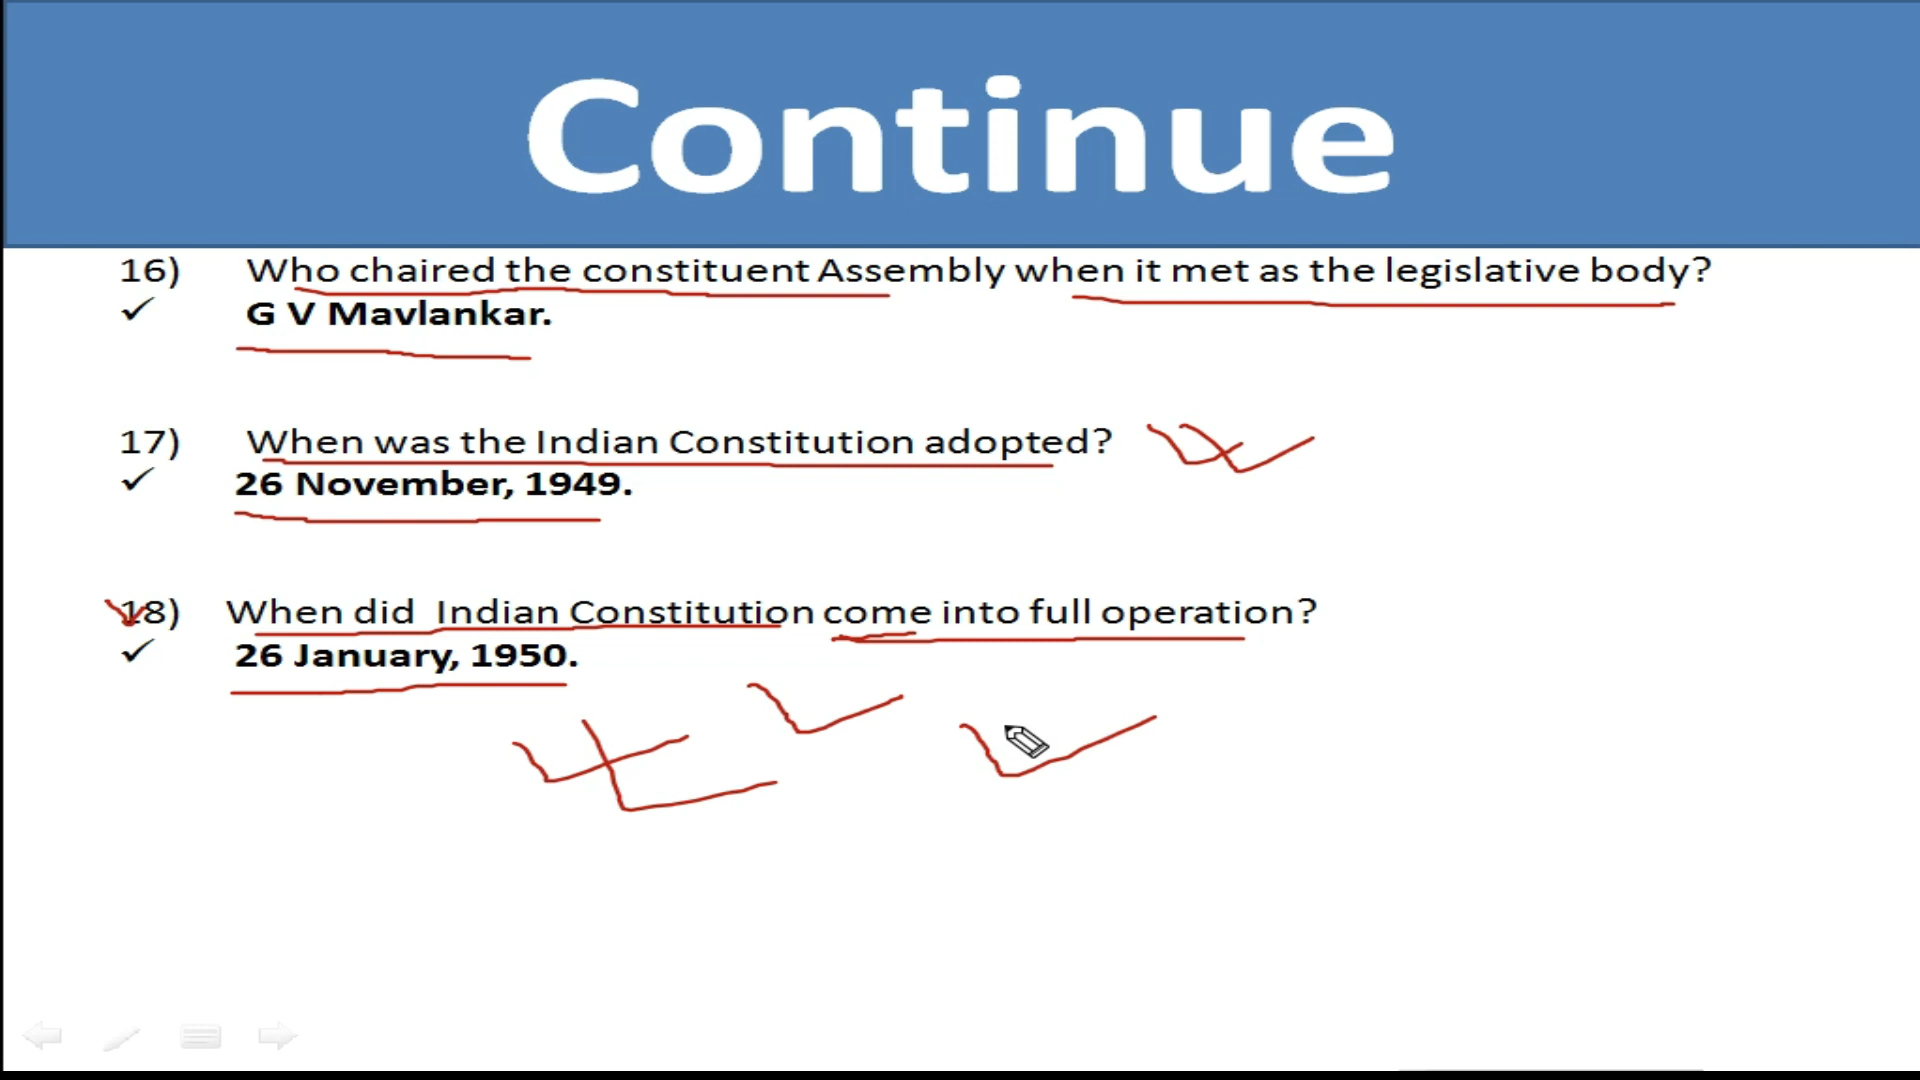 Continue
16) Who chaired the constituent Assembly when it met as the legislative body?
✓ G V Mavlankar.
17) When was the Indian Constitution adopted?
✓ 26 November, 1949.
18) When did Indian Constitution come into full operation?
✓ 26 January, 1950.